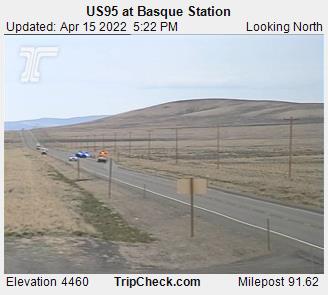 US95 at Basque Station
Updated: Apr 15 2022 5:22 PM Looking North
Elevation 4460 TripCheck.com Milepost 91.62